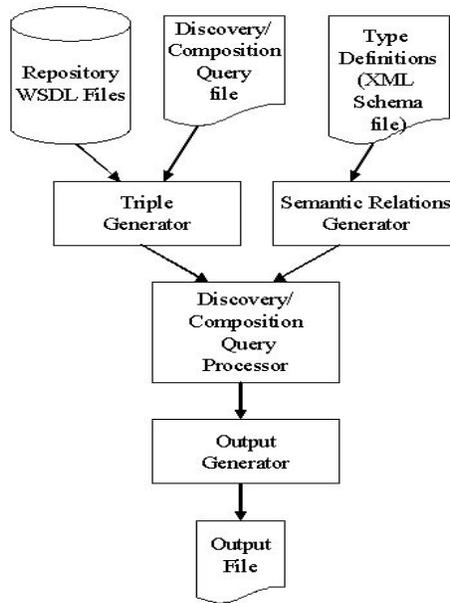 Repository
WSDL Files
Discovery/
Composition
Query
file
Type
Definitions
(XML
Schema
file)
Triple
Generator
Semantic Relations
Generator
Discovery/
Composition
Query
Processor
Output
Generator
Output
File